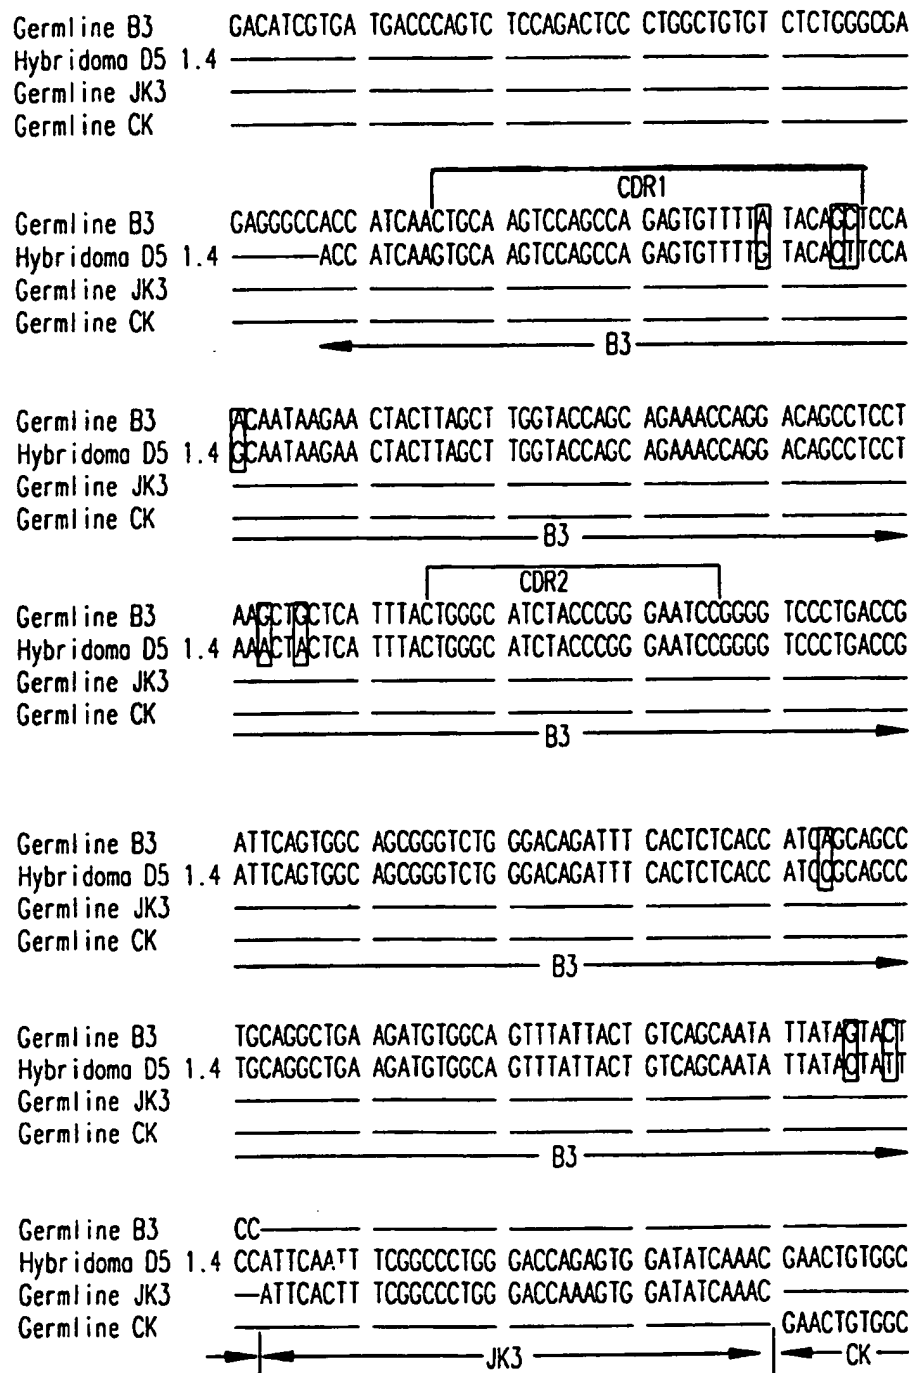 Germline B3 GACATCGTGA TGACCCAGTC TCCAGACTCC CTGGCTGTGT CTCTGGGCGA
Hybridoma D5 1.4
Germline JK3
Germline CK
CDR1
Germline B3 GAGGGCCACC ATCAACTGCA AGTCCAGCCA GAGTGTTTTA TACAGCTCCA
Hybridoma D5 1.4 ACC ATCAAGTGCA AGTCCAGCCA GAGTGTTTTG TACACTTCCA
Germline JK3
Germline CK
B3
Germline B3 ACAATAAGAA CTACTTAGCT TGGTACCAGC AGAAACCAGG ACAGCCTCCT
Hybridoma D5 1.4 GCAATAAGAA CTACTTAGCT TGGTACCAGC AGAAACCAGG ACAGCCTCCT
Germline JK3
Germline CK
B3
CDR2
Germline B3 AAGCTGCTCA TTTACTGGGC ATCTACCCGG GAATCCGGGG TCCCTGACCG
Hybridoma D5 1.4 AAACTACTCA TTTACTGGGC ATCTACCCGG GAATCCGGGG TCCCTGACCG
Germline JK3
Germline CK
B3
Germline B3 ATTCAGTGGC AGCGGGTCTG GGACAGATTT CACTCTCACC ATCAGCAGCC
Hybridoma D5 1.4 ATTCAGTGGC AGCGGGTCTG GGACAGATTT CACTCTCACC ATCCGCAGCC
Germline JK3
Germline CK
B3
Germline B3 TGCAGGCTGA AGATGTGGCA GTTTATTACT GTCAGCAATA TTATAGTACT
Hybridoma D5 1.4 TGCAGGCTGA AGATGTGGCA GTTTATTACT GTCAGCAATA TTATACTATT
Germline JK3
Germline CK
B3
Germline B3 CC
Hybridoma D5 1.4 CCATTCAATT TCGGCCCTGG GACCAGAGTG GATATCAAAC GAACTGTGGC
Germline JK3 ATTCACTT TCGGCCCTGG GACCAAAGTG GATATCAAAC
Germline CK GAACTGTGGC
JK3 CK